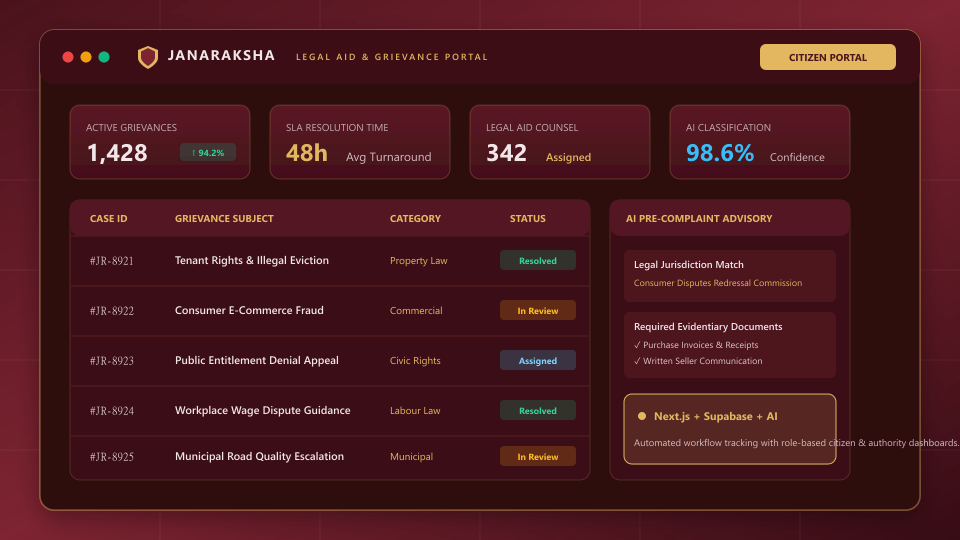 JANARAKSHA
LEGAL AID & GRIEVANCE PORTAL
CITIZEN PORTAL
ACTIVE GRIEVANCES
1,428
↑ 94.2%
SLA RESOLUTION TIME
48h Avg Turnaround
LEGAL AID COUNSEL
342 Assigned
AI CLASSIFICATION
98.6% Confidence
CASE ID GRIEVANCE SUBJECT CATEGORY STATUS
#JR-8921 Tenant Rights & Illegal Eviction Property Law Resolved
#JR-8922 Consumer E-Commerce Fraud Commercial In Review
#JR-8923 Public Entitlement Denial Appeal Civic Rights Assigned
#JR-8924 Workplace Wage Dispute Guidance Labour Law Resolved
#JR-8925 Municipal Road Quality Escalation Municipal In Review
AI PRE-COMPLAINT ADVISORY
Legal Jurisdiction Match
Consumer Disputes Redressal Commission
Required Evidentiary Documents
✓ Purchase Invoices & Receipts
✓ Written Seller Communication
Next.js + Supabase + AI
Automated workflow tracking with role-based citizen & authority dashboards.